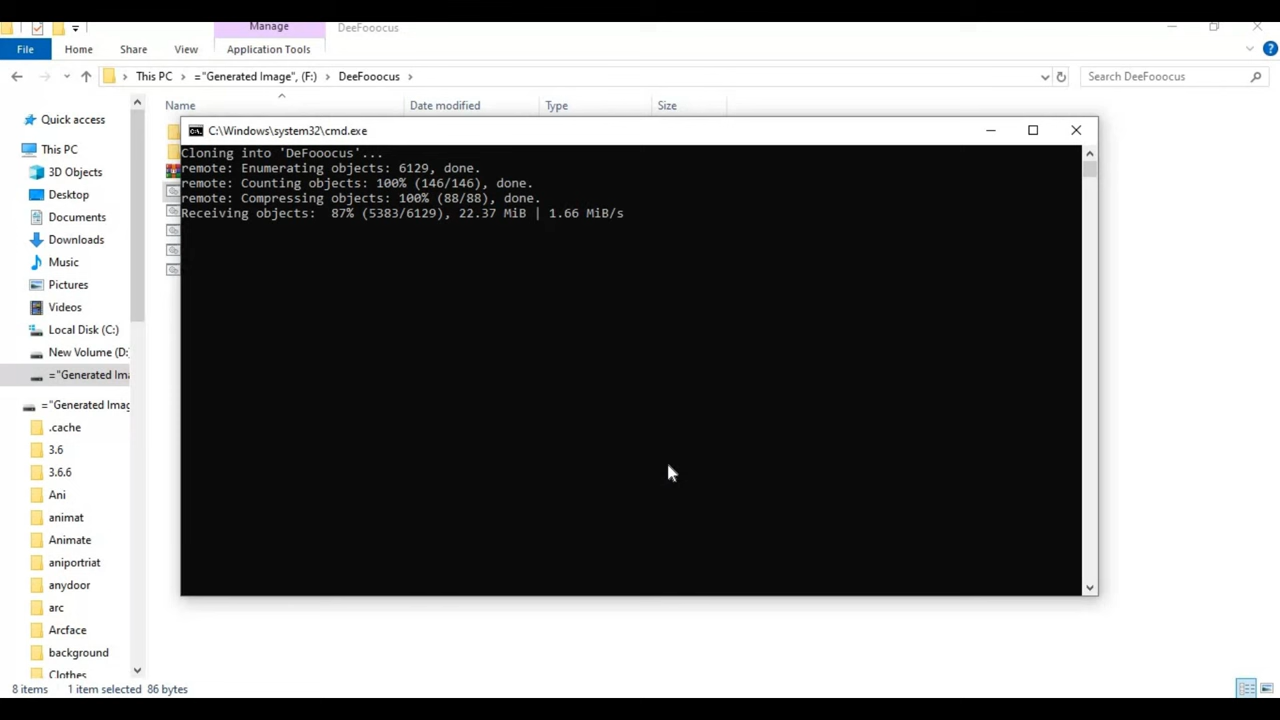 Manage
DeeFooocus
File
Home
Share
View
Application Tools
This PC
="Generated Image", (F:)
DeeFooocus
Search DeeFooocus
Name
Date modified
Type
Size
Quick access
This PC
3D Objects
Desktop
Documents
Downloads
Music
Pictures
Videos
Local Disk (C:)
New Volume (D:
="Generated Ima
="Generated Imag
.cache
3.6
3.6.6
Ani
animat
Animate
aniportriat
anydoor
arc
Arcface
background
Clothes
C:\Windows\system32\cmd.exe
Cloning into 'DeFooocus'...
remote: Enumerating objects: 6129, done.
remote: Counting objects: 100% (146/146), done.
remote: Compressing objects: 100% (88/88), done.
Receiving objects:  87% (5383/6129), 22.37 MiB | 1.66 MiB/s
8 items
1 item selected
86 bytes